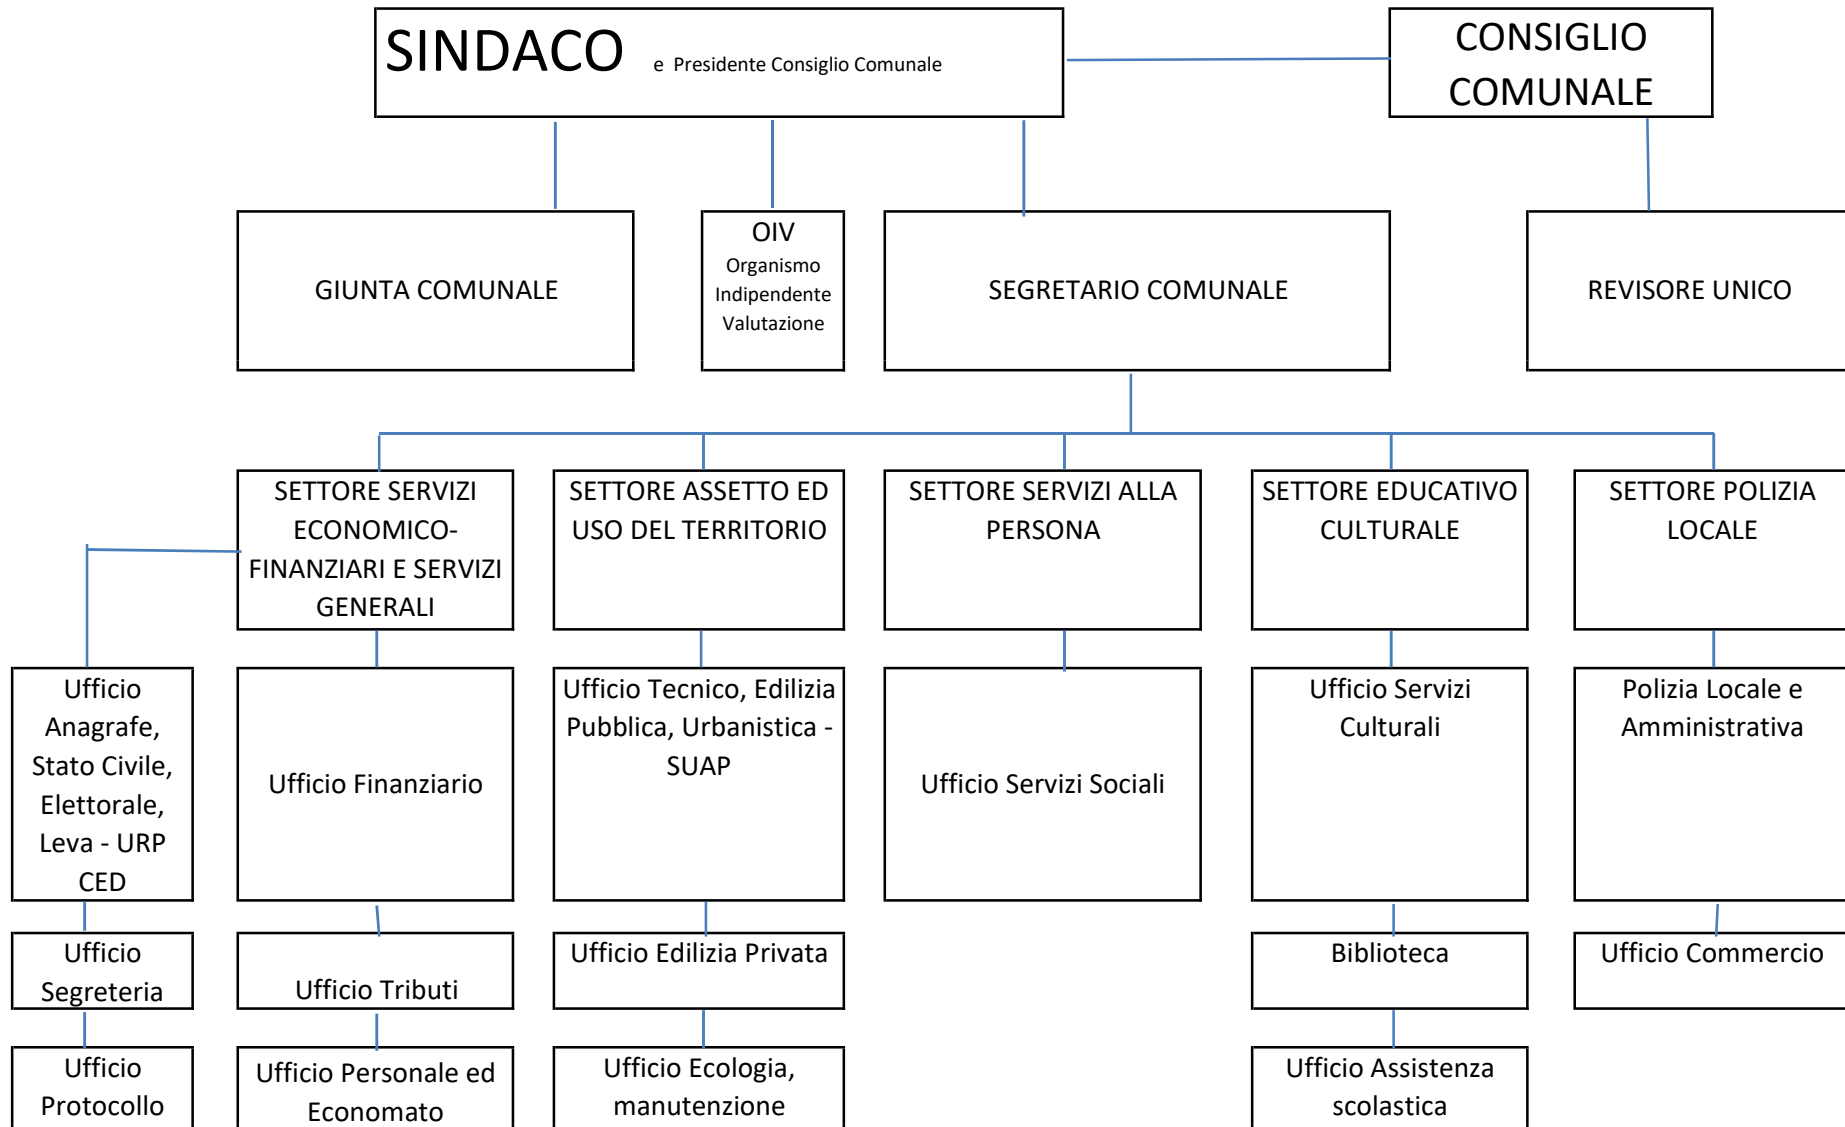 SINDACO e Presidente Consiglio Comunale
CONSIGLIO
COMUNALE
GIUNTA COMUNALE
OIV
Organismo
Indipendente
Valutazione
SEGRETARIO COMUNALE
REVISORE UNICO
SETTORE SERVIZI
ECONOMICO-
FINANZIARI E SERVIZI
GENERALI
SETTORE ASSETTO ED
USO DEL TERRITORIO
SETTORE SERVIZI ALLA
PERSONA
SETTORE EDUCATIVO
CULTURALE
SETTORE POLIZIA
LOCALE
Ufficio
Anagrafe,
Stato Civile,
Elettorale,
Leva - URP
CED
Ufficio Finanziario
Ufficio Tecnico, Edilizia
Pubblica, Urbanistica -
SUAP
Ufficio Servizi Sociali
Ufficio Servizi
Culturali
Polizia Locale e
Amministrativa
Ufficio
Segreteria
Ufficio Tributi
Ufficio Edilizia Privata
Biblioteca
Ufficio Commercio
Ufficio
Protocollo
Ufficio Personale ed
Economato
Ufficio Ecologia,
manutenzione
Ufficio Assistenza
scolastica